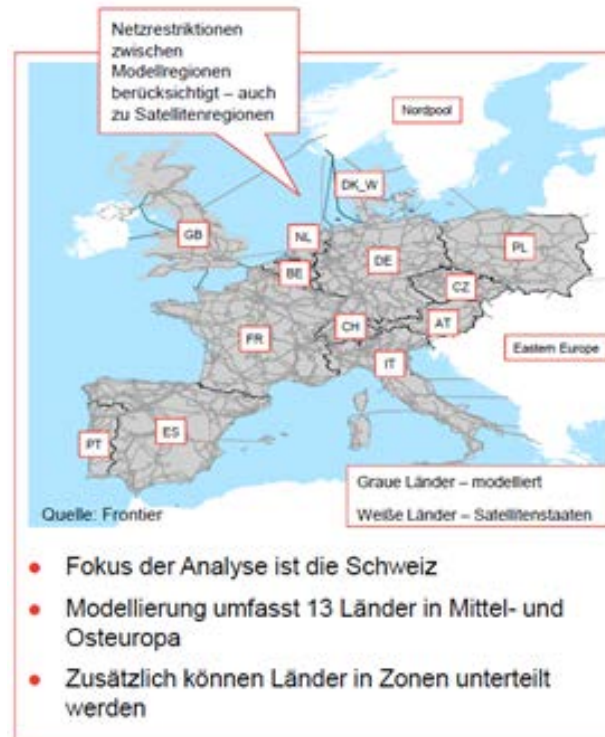 Netzrestriktionen
zwischen
Modellregionen
berücksichtigt – auch
zu Satellitenregionen
Nordpool
DK_W
GB
NL
BE
DE
PL
CZ
AT
CH
FR
IT
Eastern Europe
PT
ES
Quelle: Frontier
Graue Länder – modelliert
Weiße Länder – Satellitenstaaten
• Fokus der Analyse ist die Schweiz
• Modellierung umfasst 13 Länder in Mittel- und
Osteuropa
• Zusätzlich können Länder in Zonen unterteilt
werden